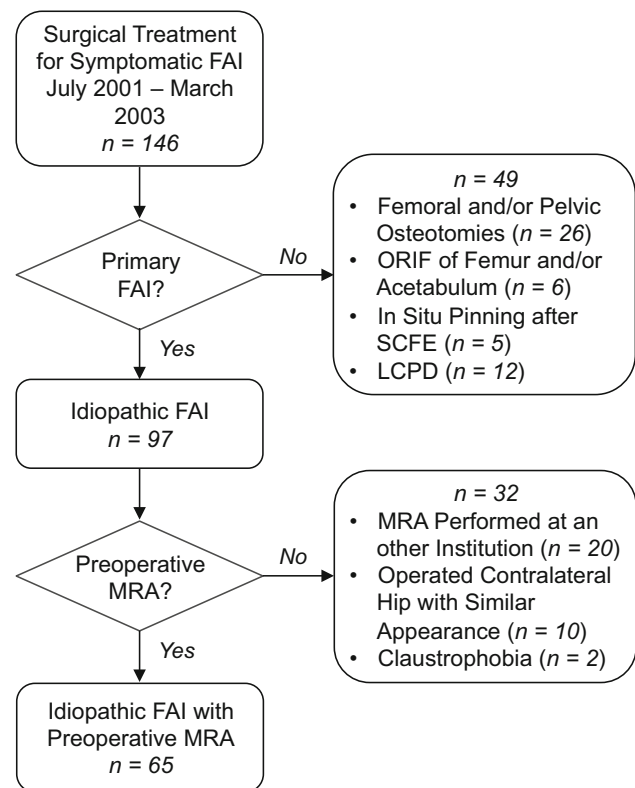 Surgical Treatment
for Symptomatic FAI
July 2001 – March
2003
n = 146
Primary
FAI?
No
n = 49
• Femoral and/or Pelvic
Osteotomies (n = 26)
• ORIF of Femur and/or
Acetabulum (n = 6)
• In Situ Pinning after
SCFE (n = 5)
• LCPD (n = 12)
Yes
Idiopathic FAI
n = 97
Preoperative
MRA?
No
n = 32
• MRA Performed at an
other Institution (n = 20)
• Operated Contralateral
Hip with Similar
Appearance (n = 10)
• Claustrophobia (n = 2)
Yes
Idiopathic FAI with
Preoperative MRA
n = 65